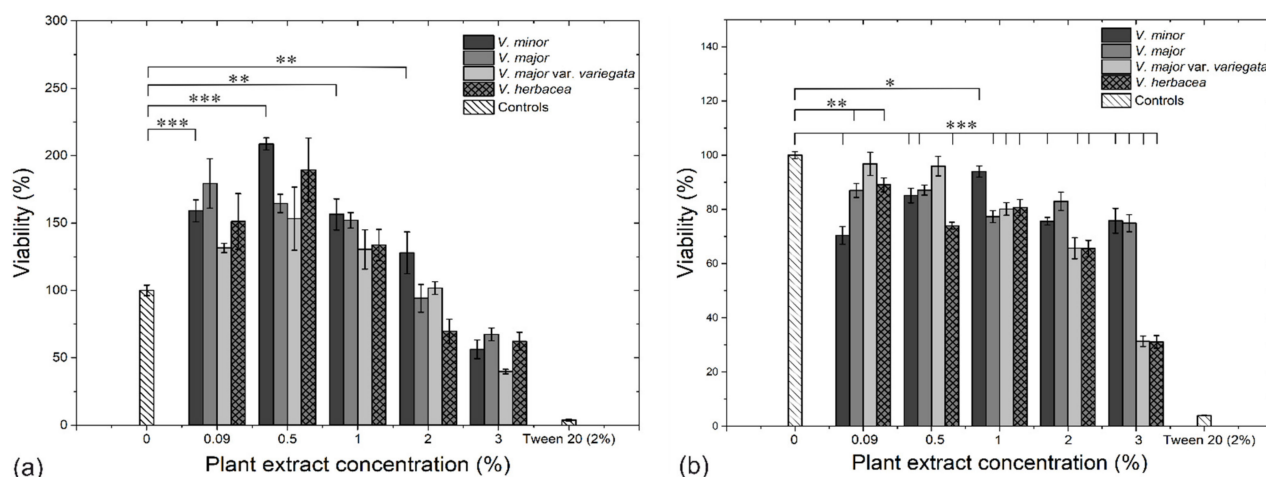 300
250
200
150
100
50
0
Viability (%)
V. minor
V. major
V. major var. variegata
V. herbacea
Controls
**
**
***
***
0 0.09 0.5 1 2 3 Tween 20 (2%)
Plant extract concentration (%)
(a)
140
120
100
80
60
40
20
0
Viability (%)
V. minor
V. major
V. major var. variegata
V. herbacea
Controls
*
**
***
0 0.09 0.5 1 2 3 Tween 20 (2%)
Plant extract concentration (%)
(b)